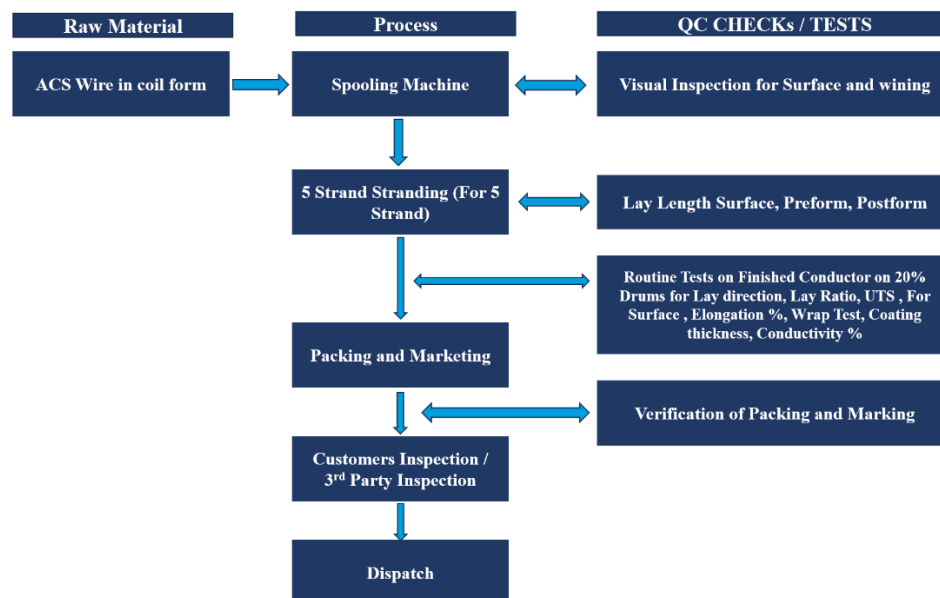 Raw Material
Process
QC CHECKs / TESTS
ACS Wire in coil form
Spooling Machine
Visual Inspection for Surface and wining
5 Strand Stranding (For 5
Strand)
Lay Length Surface, Preform, Postform
Routine Tests on Finished Conductor on 20%
Drums for Lay direction, Lay Ratio, UTS , For
Surface , Elongation %, Wrap Test, Coating
thickness, Conductivity %
Packing and Marketing
Verification of Packing and Marking
Customers Inspection /
3rd Party Inspection
Dispatch